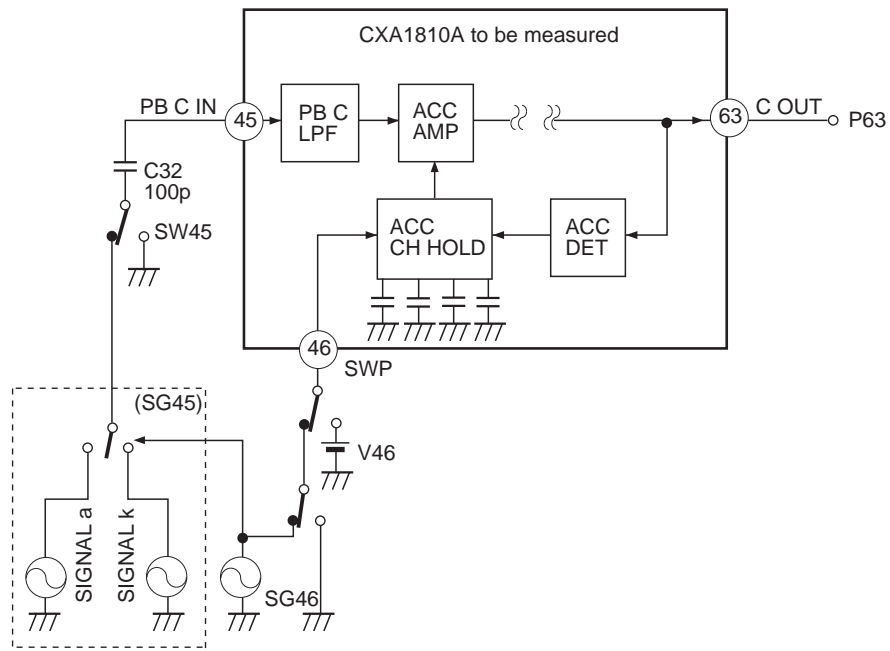 CXA1810A to be measured
PB C IN
45
PB C
LPF
ACC
AMP
63
C OUT
P63
C32
100p
SW45
ACC
CH HOLD
ACC
DET
46
SWP
(SG45)
V46
SIGNAL a
SIGNAL k
SG46